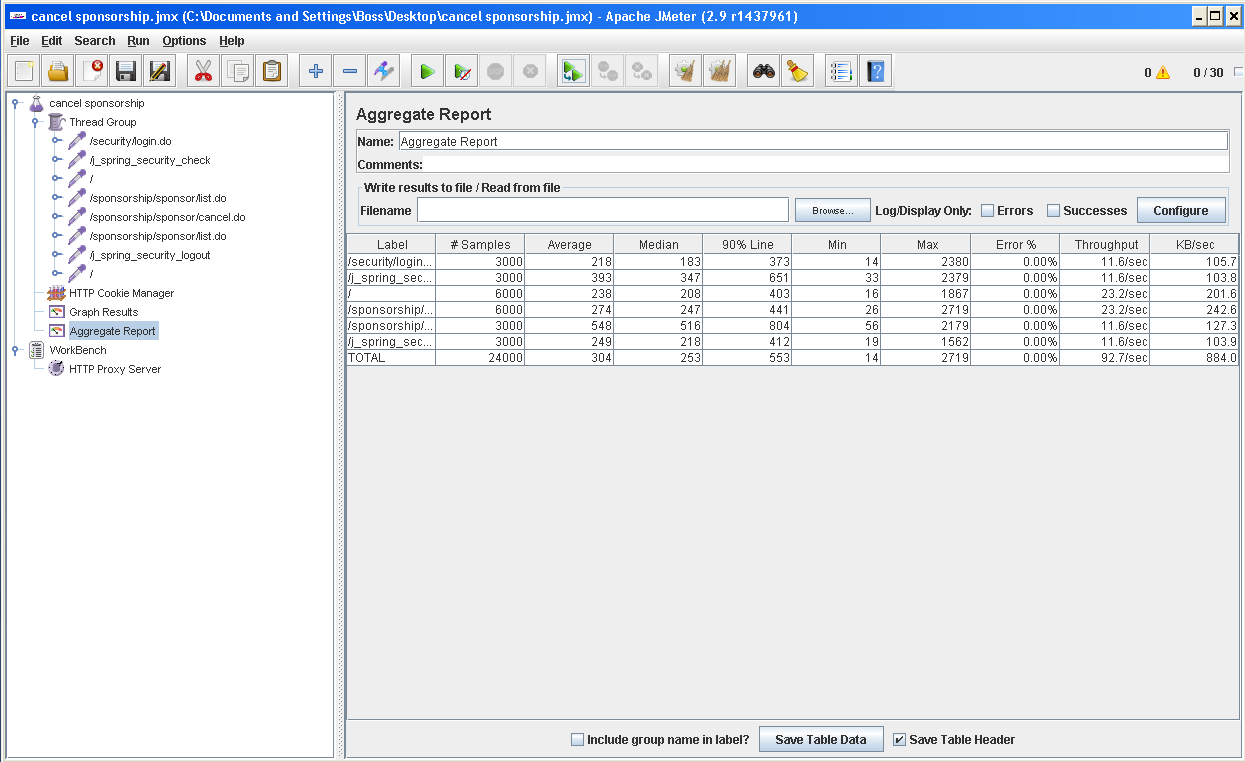 cancel sponsorship.jmx (C:\Documents and Settings\Boss\Desktop\cancel sponsorship.jmx) - Apache JMeter (2.9 r1437961)
File Edit Search Run Options Help
0 0 / 30
cancel sponsorship
Thread Group
/security/login.do
/j_spring_security_check
/
/sponsorship/sponsor/list.do
/sponsorship/sponsor/cancel.do
/sponsorship/sponsor/list.do
/j_spring_security_logout
/
HTTP Cookie Manager
Graph Results
Aggregate Report
WorkBench
HTTP Proxy Server
Aggregate Report
Name: Aggregate Report
Comments:
Write results to file / Read from file
Filename Browse... Log/Display Only: Errors Successes Configure
Label # Samples Average Median 90% Line Min Max Error % Throughput KB/sec
/security/login... 3000 218 183 373 14 2380 0.00% 11.6/sec 105.7
/j_spring_sec... 3000 393 347 651 33 2379 0.00% 11.6/sec 103.8
/ 6000 238 208 403 16 1867 0.00% 23.2/sec 201.6
/sponsorship/... 6000 274 247 441 26 2719 0.00% 23.2/sec 242.6
/sponsorship/... 3000 548 516 804 56 2179 0.00% 11.6/sec 127.3
/j_spring_sec... 3000 249 218 412 19 1562 0.00% 11.6/sec 103.9
TOTAL 24000 304 253 553 14 2719 0.00% 92.7/sec 884.0
Include group name in label? Save Table Data Save Table Header